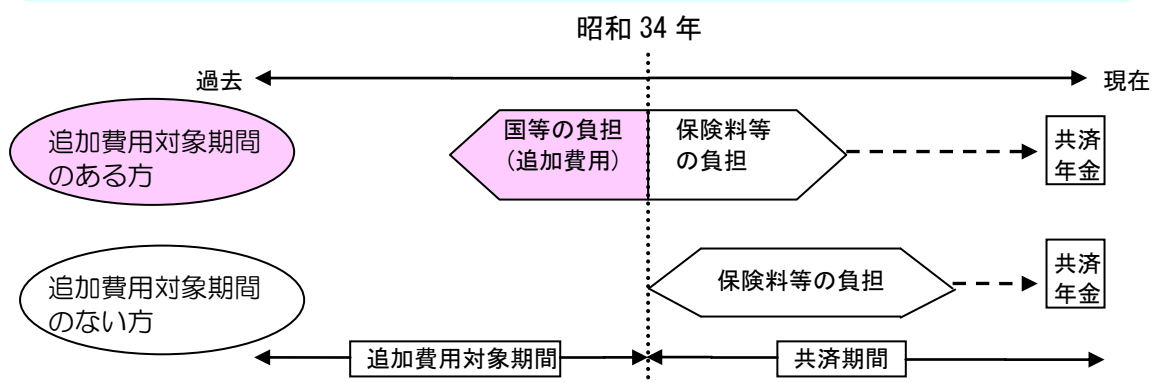 昭和 34 年
過去
現在
追加費用対象期間
のある方
国等の負担
（追加費用）
保険料等
の負担
共済
年金
追加費用対象期間
のない方
保険料等の負担
共済
年金
追加費用対象期間
共済期間